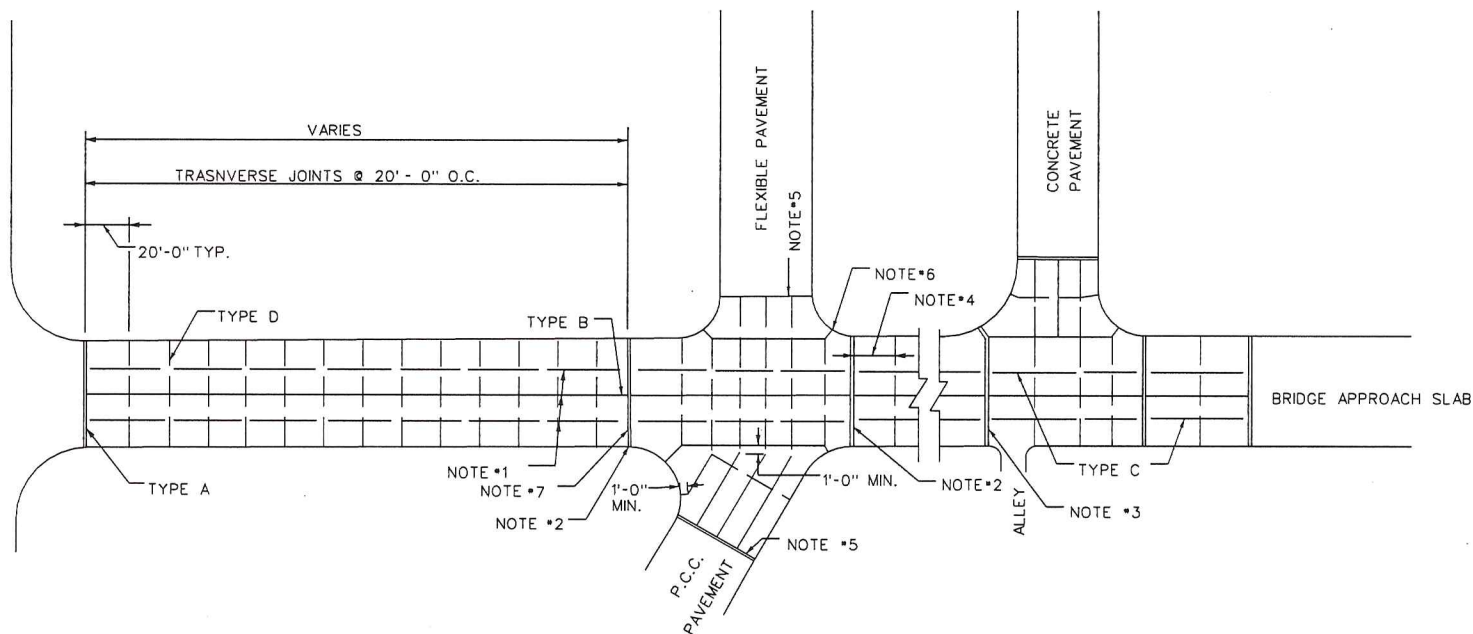 VARIES
TRASNVERSE JOINTS @ 20' - 0" O.C.
20'-0" TYP.
TYPE D
TYPE B
FLEXIBLE PAVEMENT
NOTE#5
NOTE#6
NOTE#4
CONCRETE
PAVEMENT
BRIDGE APPROACH SLAB
TYPE A
NOTE#1
NOTE#7
NOTE #2
1'-0"
MIN.
1'-0" MIN.
NOTE#2
TYPE C
NOTE #3
ALLEY
NOTE #5
P.C.C.
PAVEMENT